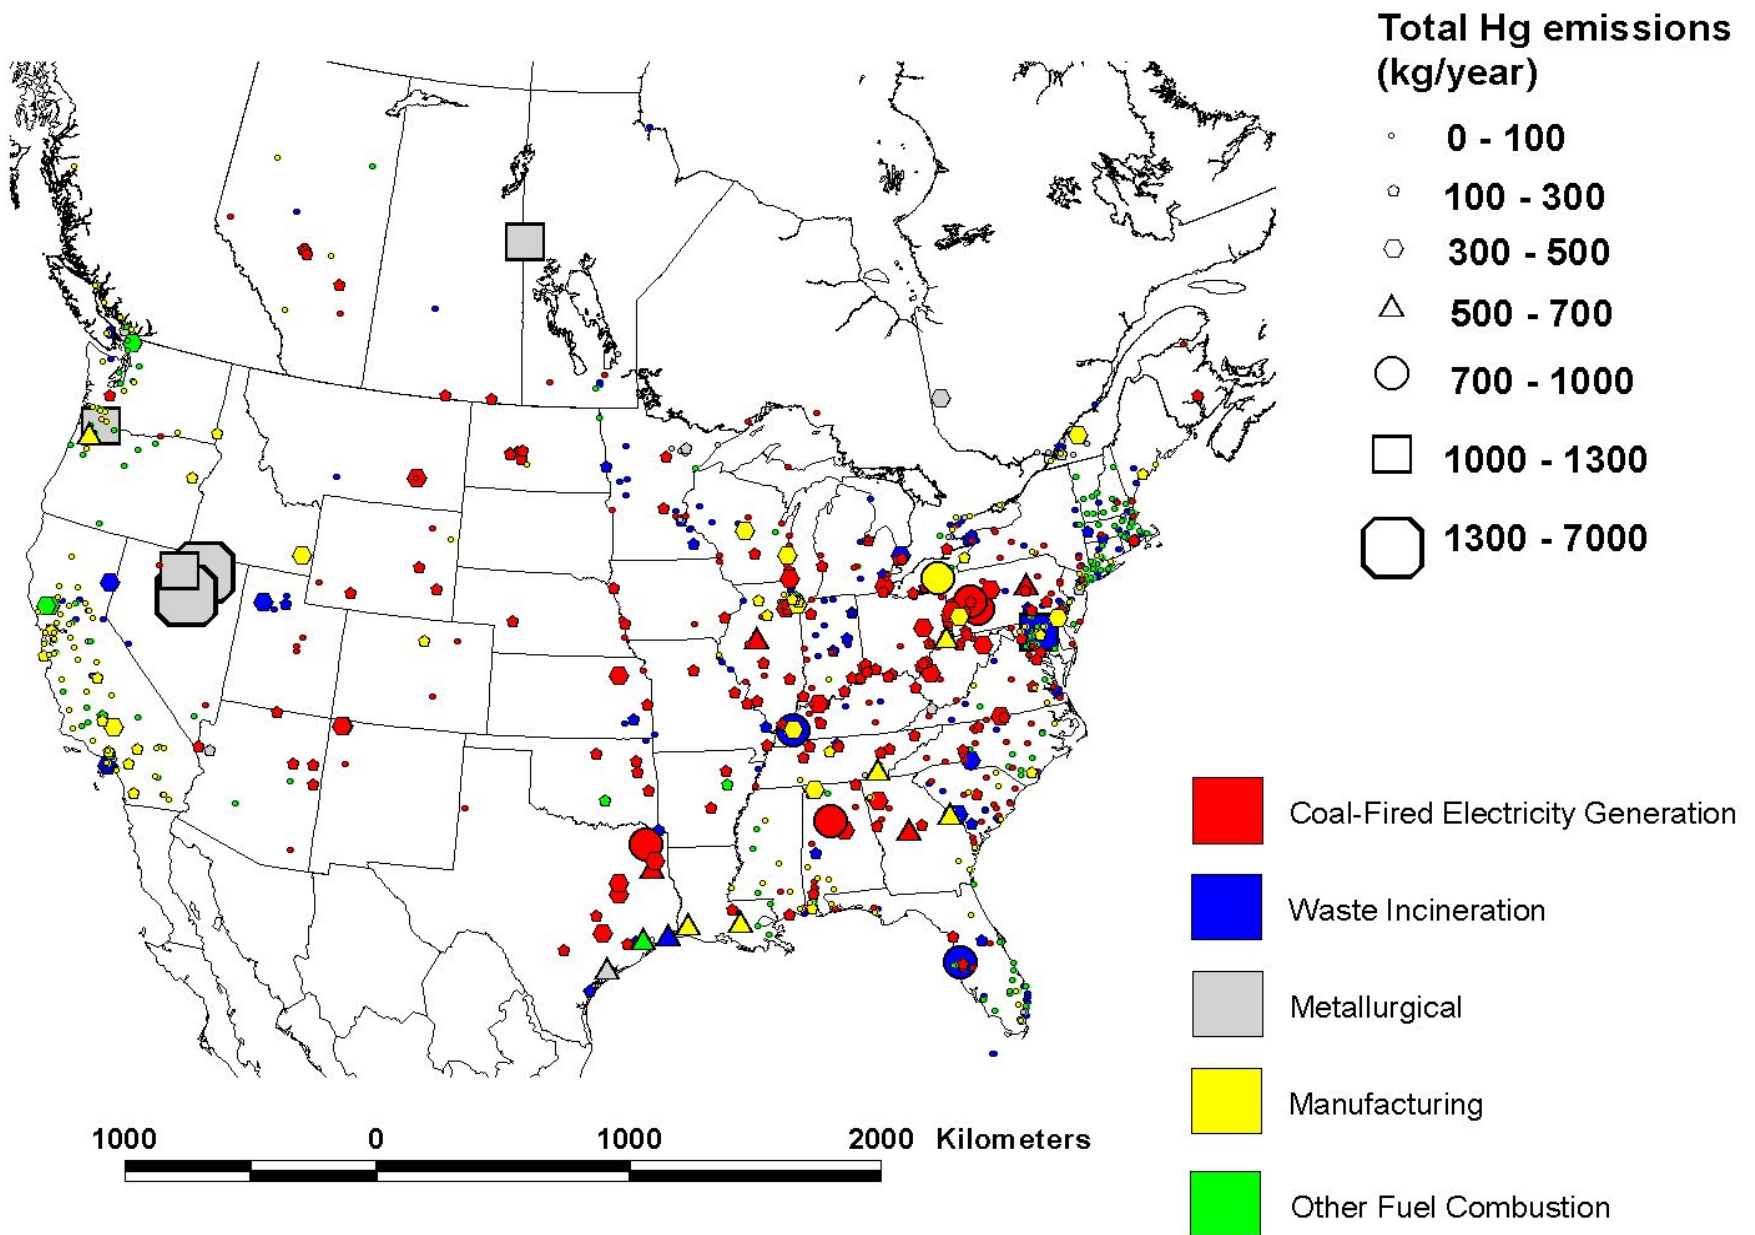 Total Hg emissions
(kg/year)
0 - 100
100 - 300
300 - 500
500 - 700
700 - 1000
1000 - 1300
1300 - 7000
Coal-Fired Electricity Generation
Waste Incineration
Metallurgical
Manufacturing
Other Fuel Combustion
1000 0 1000 2000 Kilometers